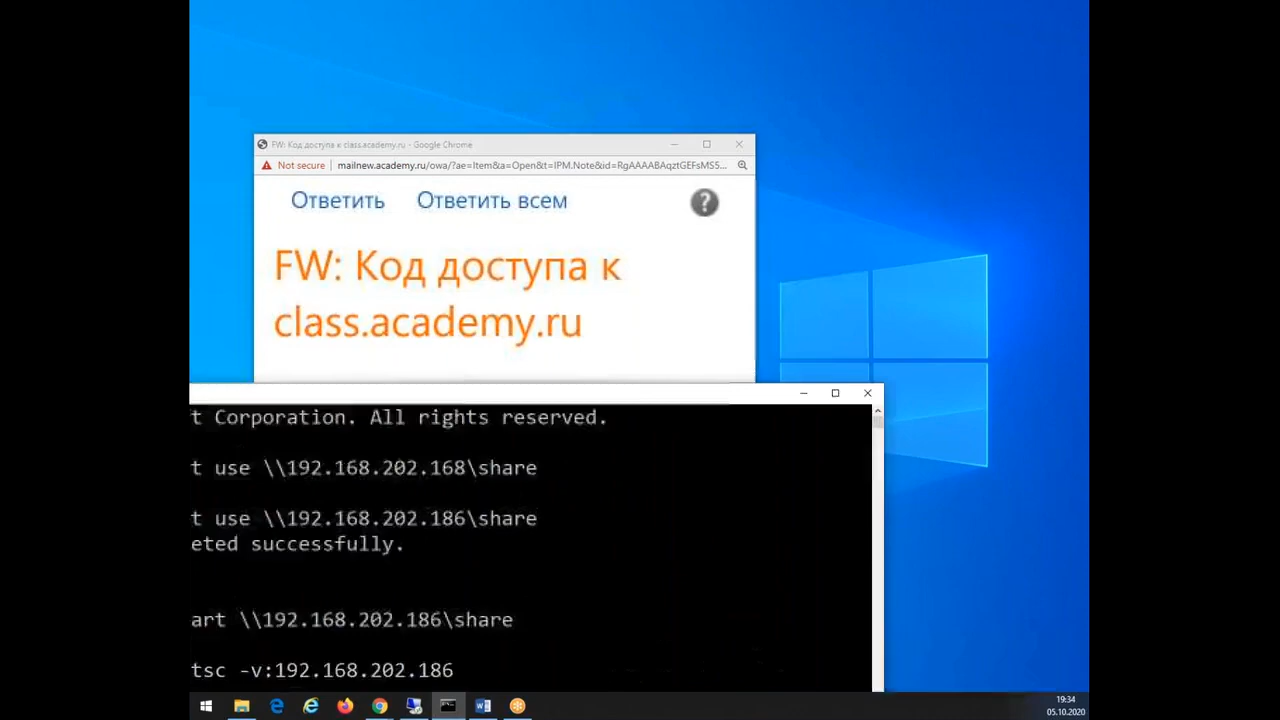 FW: Код доступа к class.academy.ru - Google Chrome
Not secure | mailnew.academy.ru/owa/?ae=Item&a=Open&t=IPM.Note&id=RgAAAABAqztGEFsMS5...
Ответить Ответить всем
?
FW: Код доступа к
class.academy.ru
t Corporation. All rights reserved.
t use \\192.168.202.168\share
t use \\192.168.202.186\share
eted successfully.
art \\192.168.202.186\share
tsc -v:192.168.202.186
19:34
05.10.2020